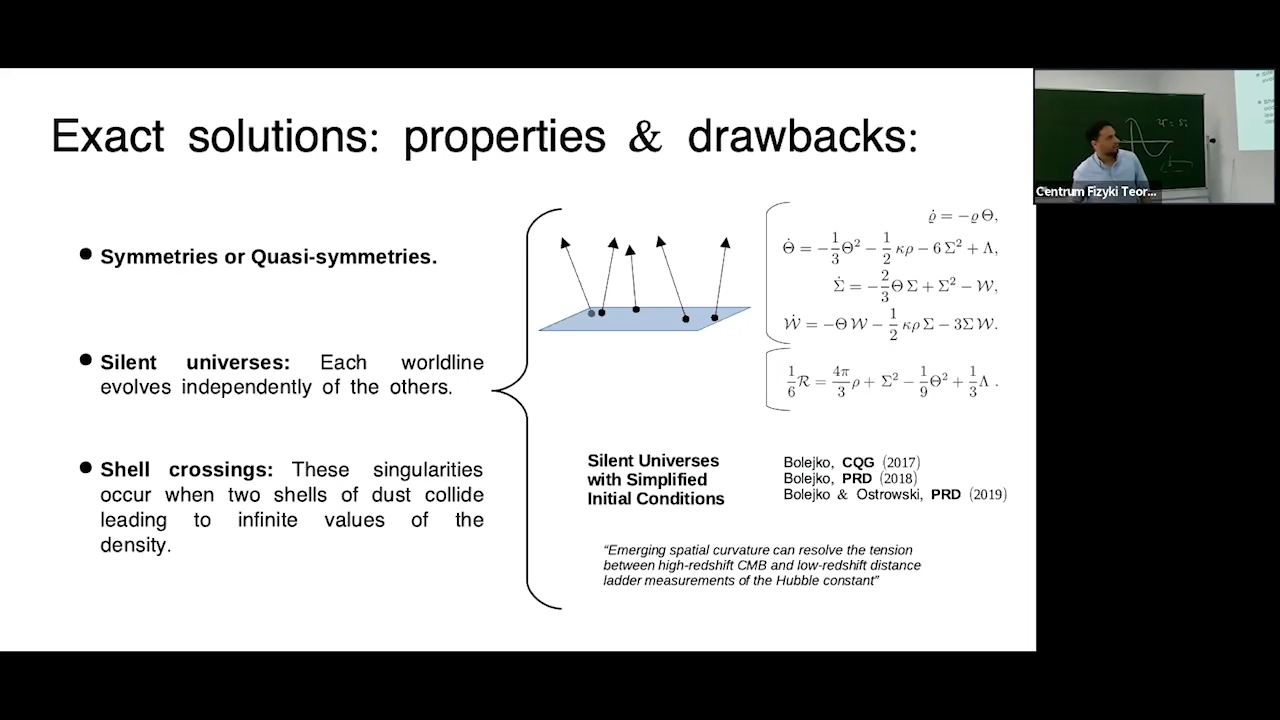 Exact solutions: properties & drawbacks:
Symmetries or Quasi-symmetries.
Silent universes: Each worldline
evolves independently of the others.
Shell crossings: These singularities
occur when two shells of dust collide
leading to infinite values of the
density.
ϱ̇ = −ϱ Θ,
Θ̇ = −1/3 Θ² − 1/2 κρ − 6 Σ² + Λ,
Σ̇ = −2/3 Θ Σ + Σ² − W,
Ẇ = −Θ W − 1/2 κρ Σ − 3Σ W.
1/6 R = 4π/3 ρ + Σ² − 1/9 Θ² + 1/3 Λ .
Silent Universes
with Simplified
Initial Conditions
Bolejko, CQG (2017)
Bolejko, PRD (2018)
Bolejko & Ostrowski, PRD (2019)
“Emerging spatial curvature can resolve the tension
between high-redshift CMB and low-redshift distance
ladder measurements of the Hubble constant”
Centrum Fizyki Teor...